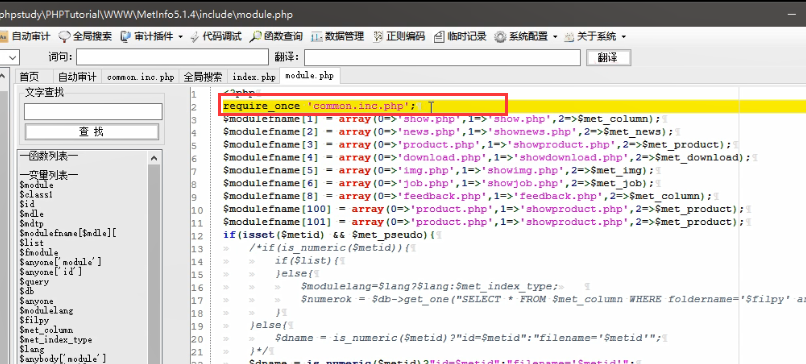 phpstudy\PHPTutorial\WWW\MetInfo5.1.4\include\module.php
自动审计 全局搜索 审计插件 代码调试 函数查询 数据管理 正则编码 临时记录 系统配置 关于系统
词句： 翻译： 翻译
首页 自动审计 common.inc.php 全局搜索 index.php module.php
文字查找
查 找
—函数列表—
—变量列表—
$module
$class1
$id
$mdle
$mdtp
$modulefname[$mdle][
$list
$fmodule
$anyone['module']
$anyone['id']
$query
$db
$anyone
$modulelang
$filpy
$met_column
$met_index_type
$lang
$anybody['module']
1 <?php
2 require_once 'common.inc.php';
3 $modulefname[1] = array(0=>'show.php',1=>'show.php',2=>$met_column);
4 $modulefname[2] = array(0=>'news.php',1=>'shownews.php',2=>$met_news);
5 $modulefname[3] = array(0=>'product.php',1=>'showproduct.php',2=>$met_product);
6 $modulefname[4] = array(0=>'download.php',1=>'showdownload.php',2=>$met_download);
7 $modulefname[5] = array(0=>'img.php',1=>'showimg.php',2=>$met_img);
8 $modulefname[6] = array(0=>'job.php',1=>'showjob.php',2=>$met_job);
9 $modulefname[8] = array(0=>'feedback.php',1=>'feedback.php',2=>$met_column);
10 $modulefname[100] = array(0=>'product.php',1=>'showproduct.php',2=>$met_product);
11 $modulefname[101] = array(0=>'product.php',1=>'showproduct.php',2=>$met_product);
12 if(isset($metid) && $met_pseudo){
13 /*if(is_numeric($metid)){
14 if($list){
15 }else{
16 $modulelang=$lang?$lang:$met_index_type;
17 $numerok = $db->get_one("SELECT * FROM $met_column WHERE foldername='$filpy'
18 }
19 }else{
20 $dname = is_numeric($metid)?"id=$metid":"filename='$metid'";
21 }*/
22 $dname = is_numeric($metid)?"id=$metid":"filename='$metid'";